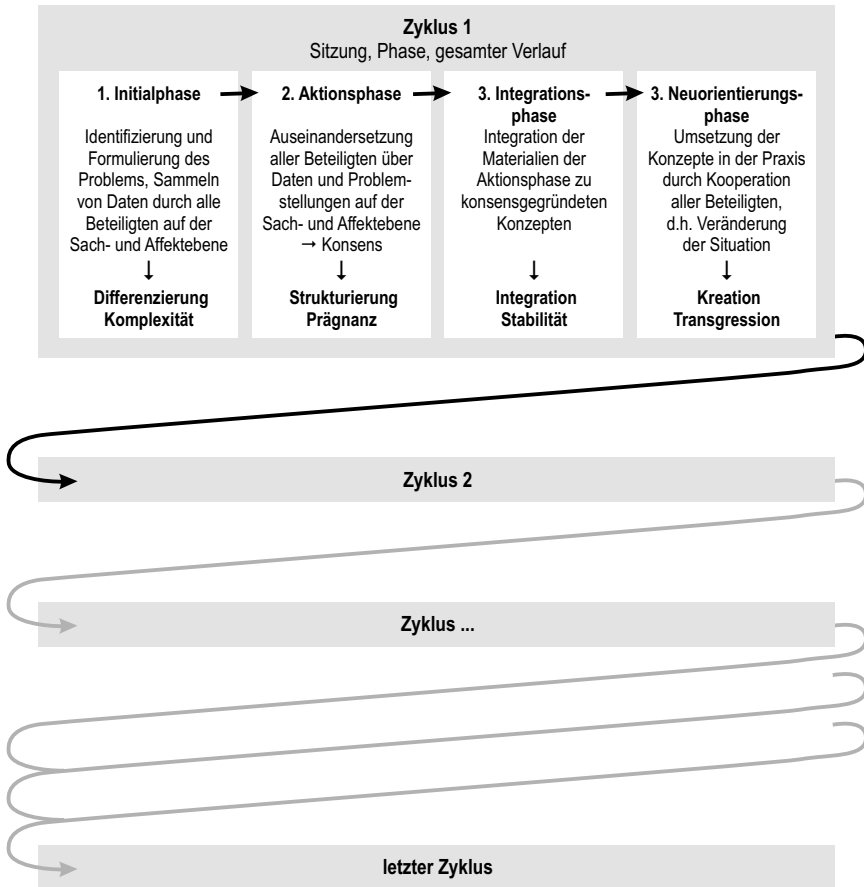 Zyklus 1
Sitzung, Phase, gesamter Verlauf
1. Initialphase
Identifizierung und
Formulierung des
Problems, Sammeln
von Daten durch alle
Beteiligten auf der
Sach- und Affektebene
↓
Differenzierung
Komplexität
2. Aktionsphase
Auseinandersetzung
aller Beteiligten über
Daten und Problem-
stellungen auf der
Sach- und Affektebene
→ Konsens
↓
Strukturierung
Prägnanz
3. Integrations-
phase
Integration der
Materialien der
Aktionsphase zu
konsensgegründeten
Konzepten
↓
Integration
Stabilität
3. Neuorientierungs-
phase
Umsetzung der
Konzepte in der Praxis
durch Kooperation
aller Beteiligten,
d.h. Veränderung
der Situation
↓
Kreation
Transgression
Zyklus 2
Zyklus ...
letzter Zyklus